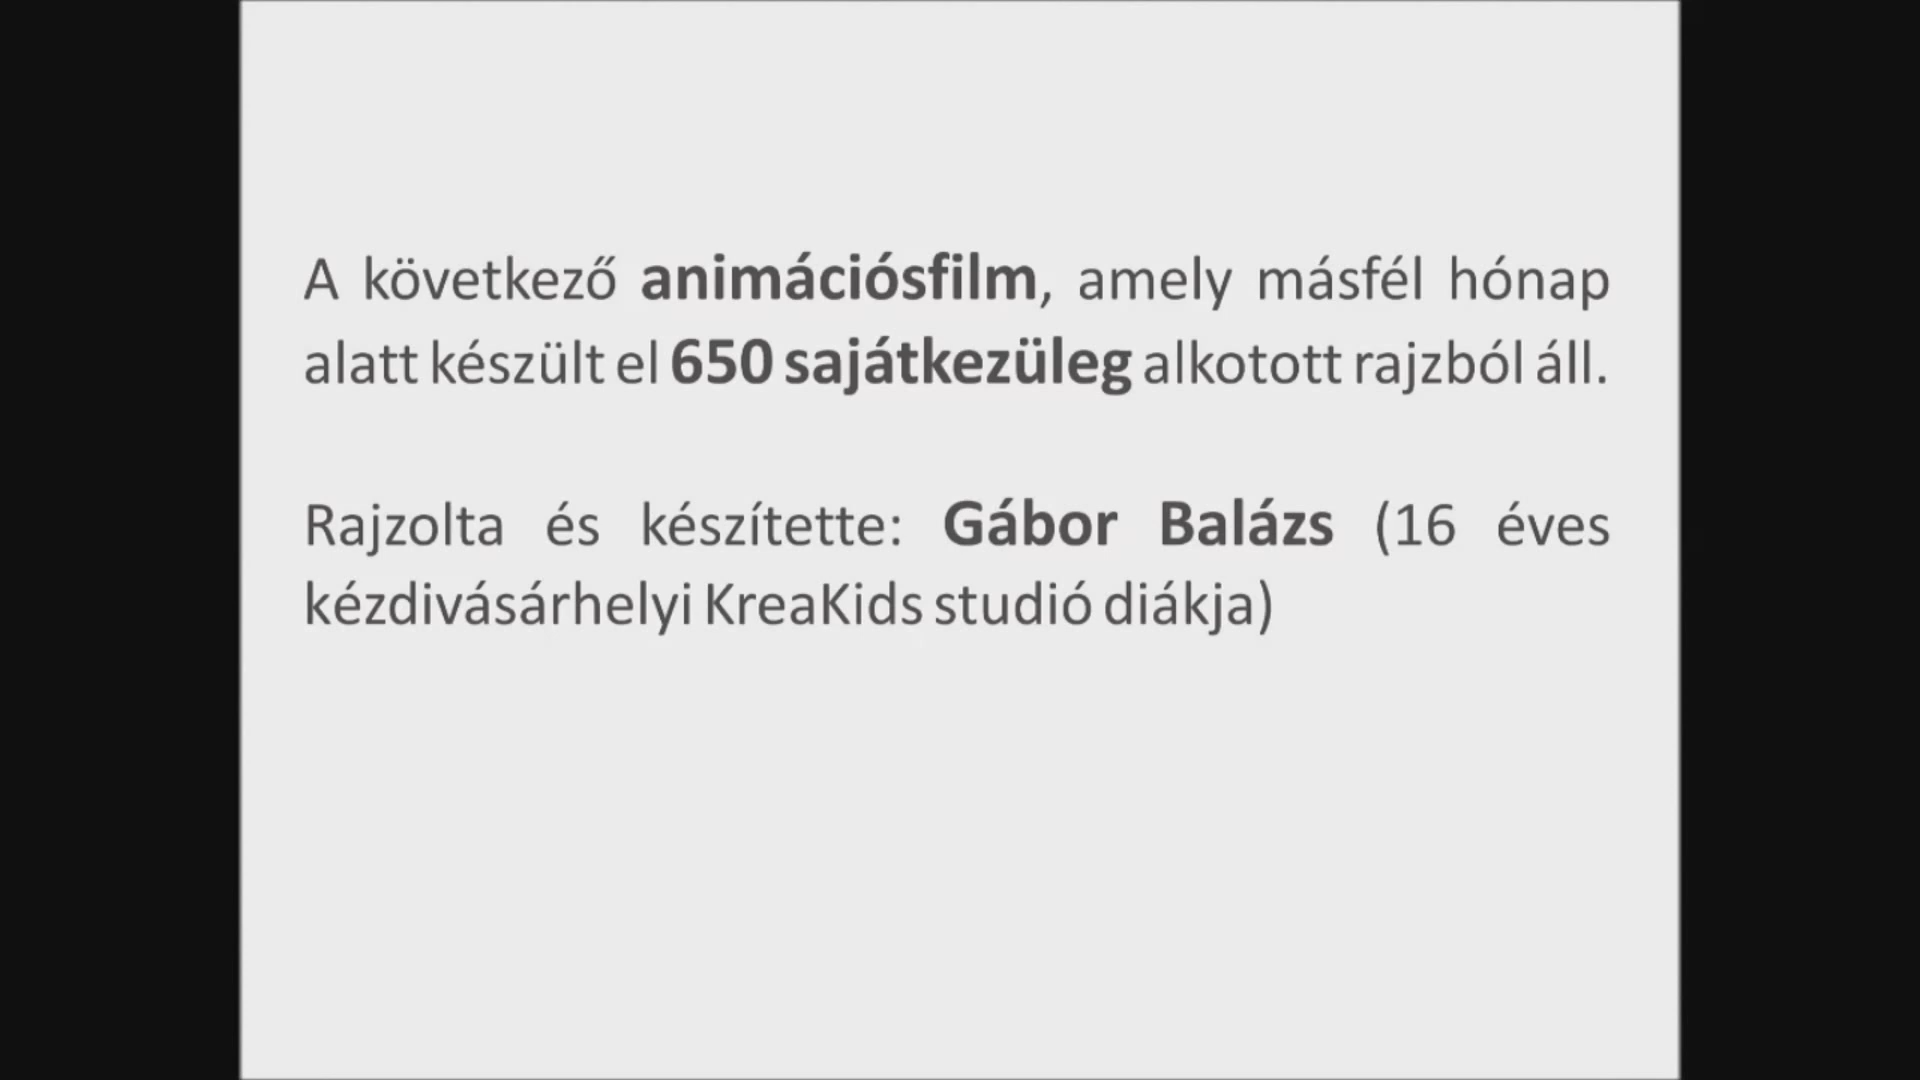 A következő animációsfilm, amely másfél hónap
alatt készült el 650 sajátkezüleg alkotott rajzból áll.
Rajzolta és készítette: Gábor Balázs (16 éves
kézdivásárhelyi KreaKids studió diákja)